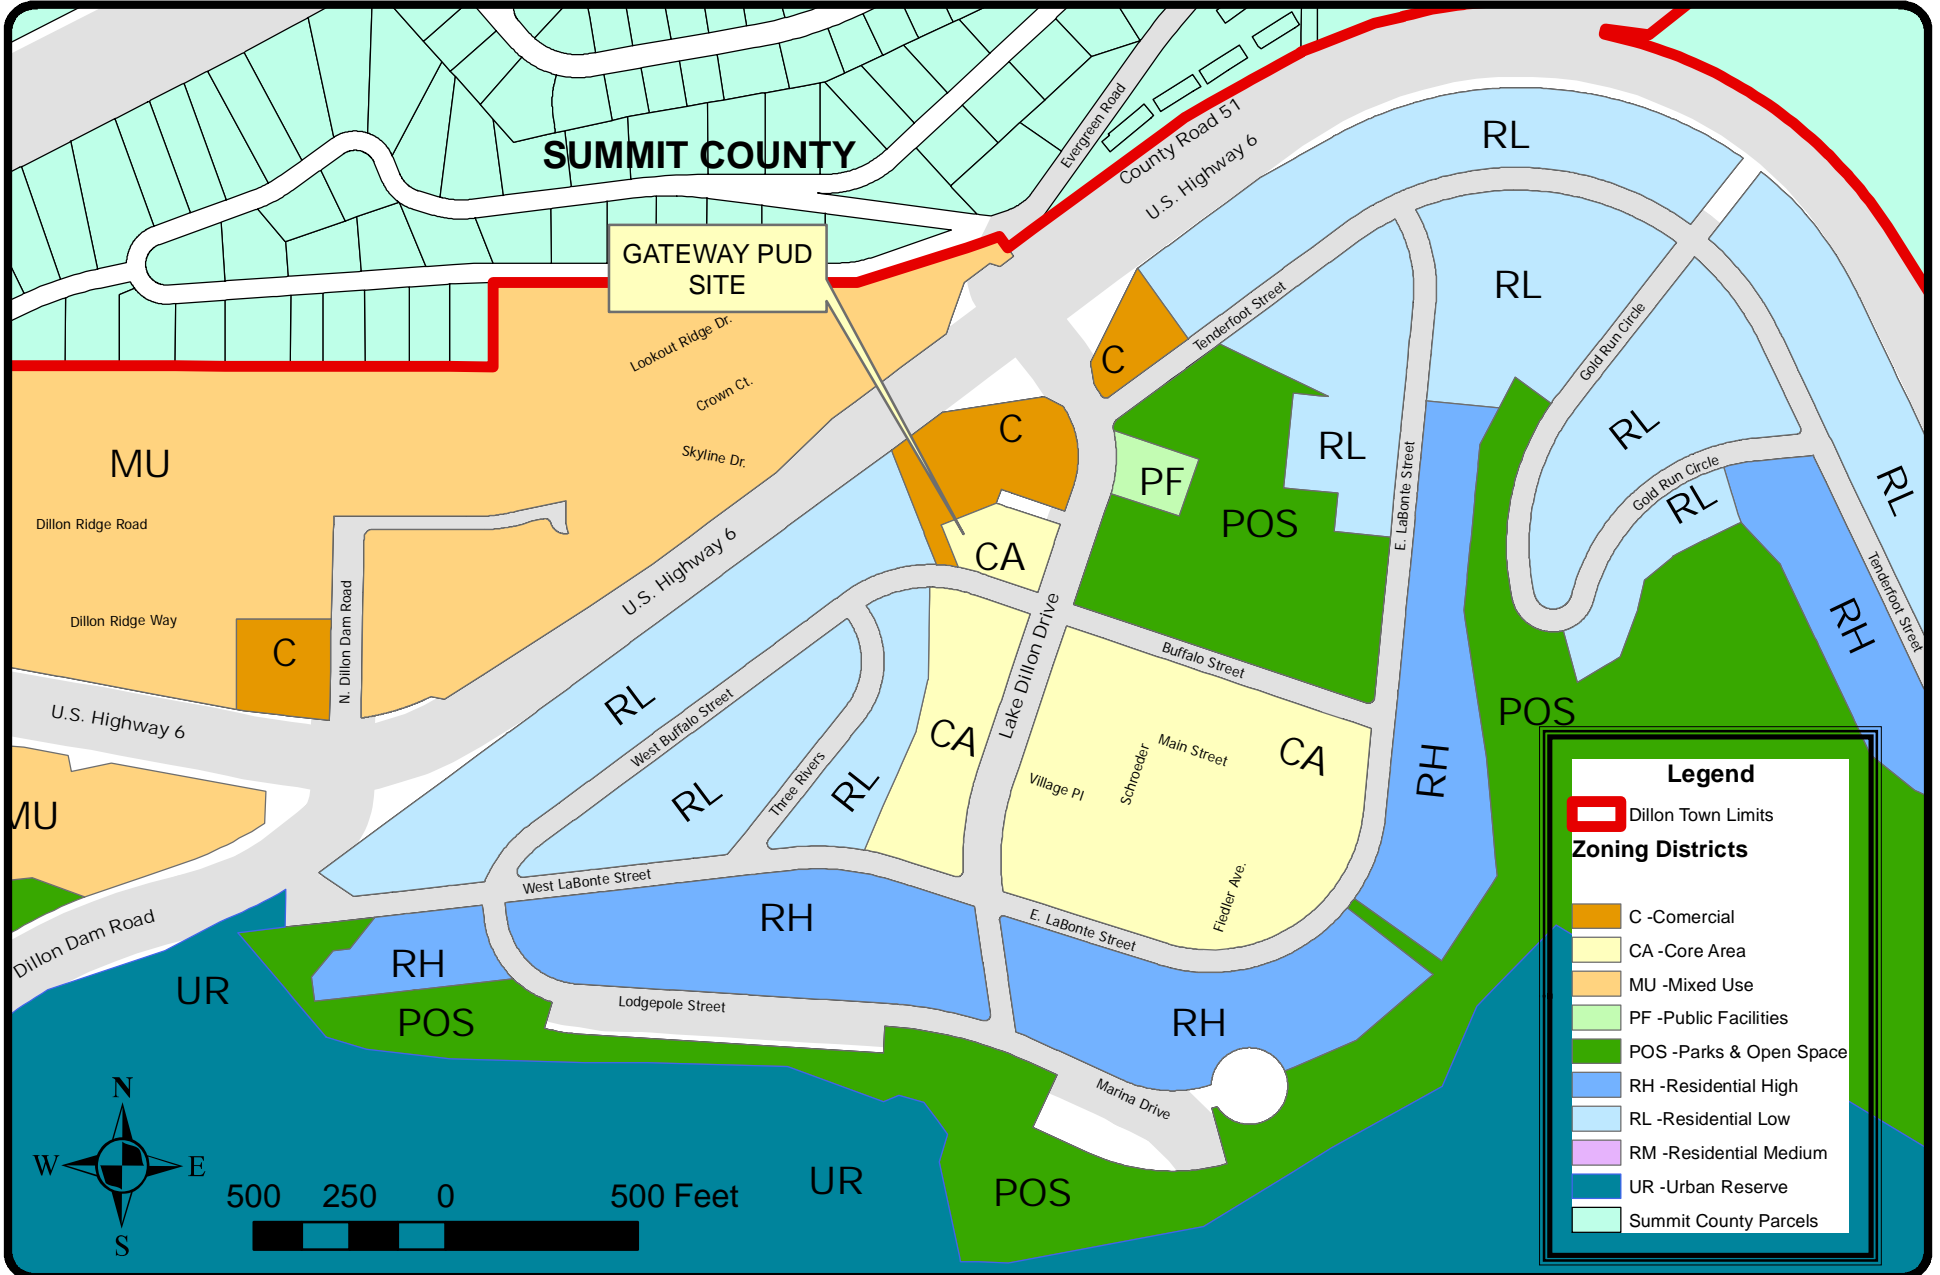 SUMMIT COUNTY
Evergreen Road
County Road 51
U.S. Highway 6
RL
GATEWAY PUD
SITE
Lookout Ridge Dr.
Crown Ct.
Skyline Dr.
C
Tenderfoot Street
RL
Gold Run Circle
MU
C
RL
RL
PF
POS
E. LaBonte Street
Gold Run Circle
RL
RL
Dillon Ridge Road
U.S. Highway 6
CA
Tenderfoot Street
Dillon Ridge Way
C
N. Dillon Dam Road
RH
Lake Dillon Drive
Buffalo Street
RL
West Buffalo Street
U.S. Highway 6
CA
Main Street
CA
Schroeder
Village Pl
RH
POS
RL
Three Rivers
RL
MU
West LaBonte Street
Fiedler Ave.
E. LaBonte Street
RH
RH
Dillon Dam Road
UR
POS
Lodgepole Street
RH
Marina Drive
UR
POS
N
W
E
S
500 250 0 500 Feet
Legend
Dillon Town Limits
Zoning Districts
C -Comercial
CA -Core Area
MU -Mixed Use
PF -Public Facilities
POS -Parks & Open Space
RH -Residential High
RL -Residential Low
RM -Residential Medium
UR -Urban Reserve
Summit County Parcels